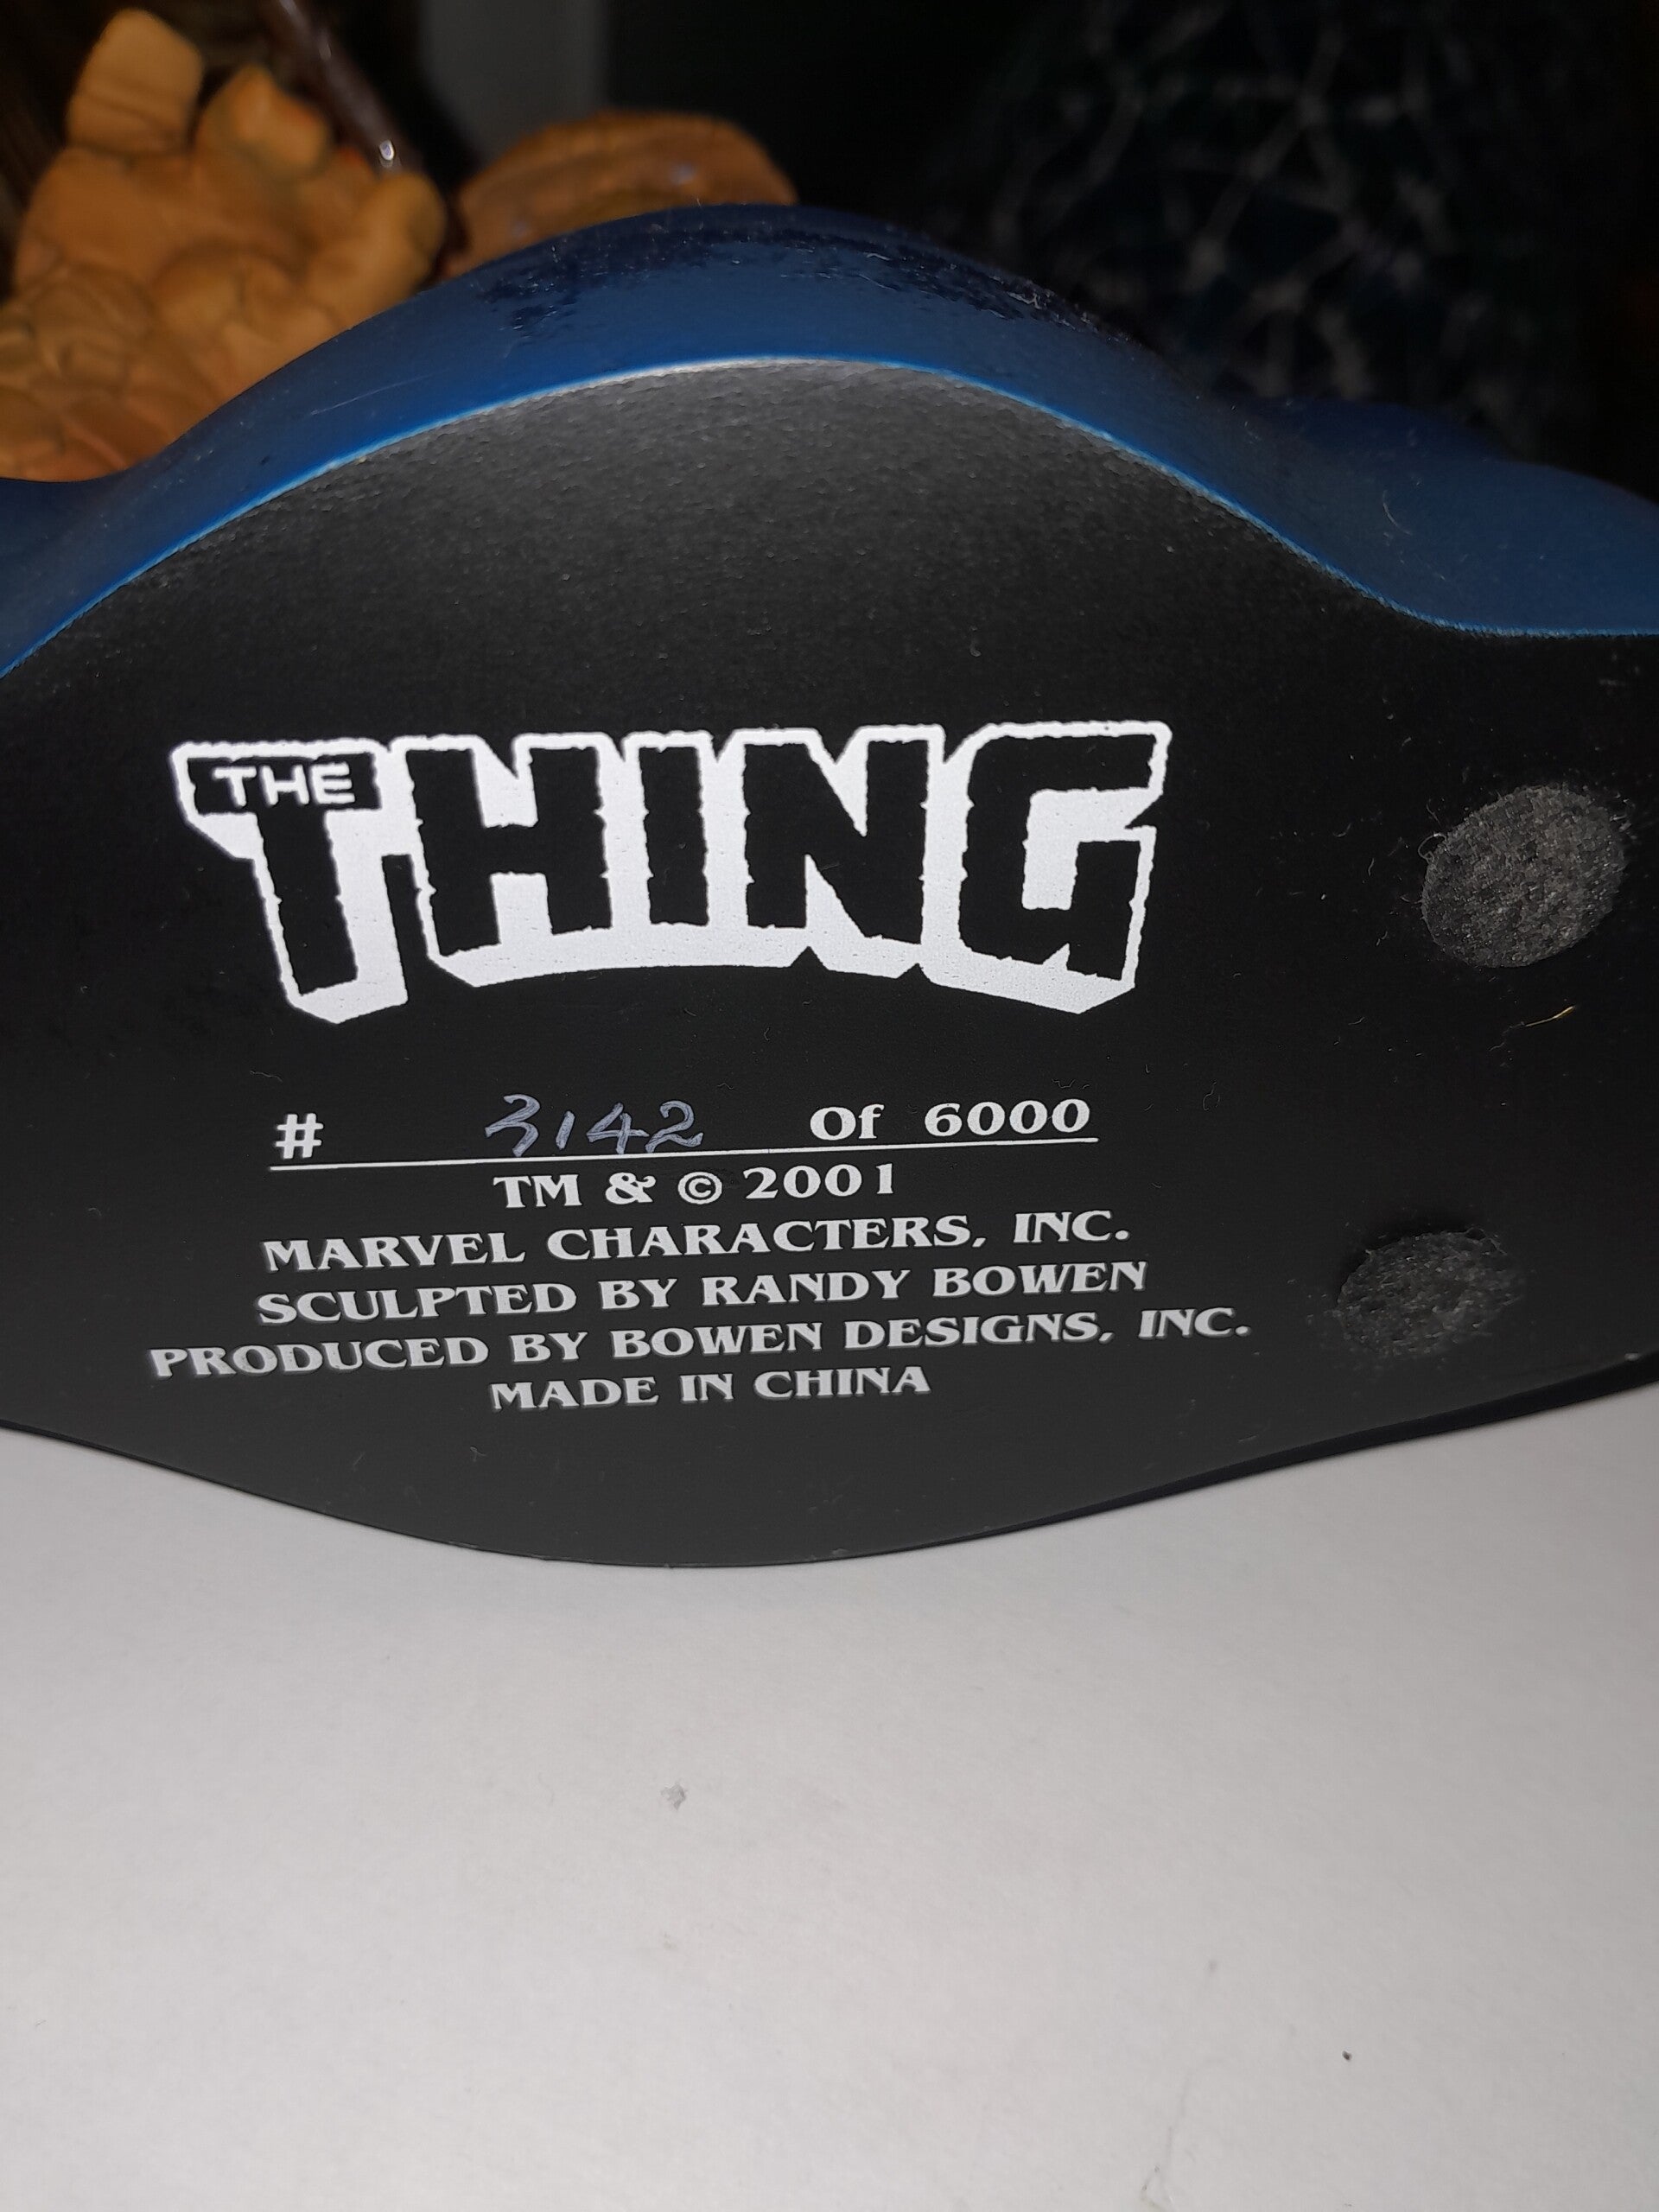 THE THING
# 3142 Of 6000
TM & © 2001
MARVEL CHARACTERS, INC.
SCULPTED BY RANDY BOWEN
PRODUCED BY BOWEN DESIGNS, INC.
MADE IN CHINA